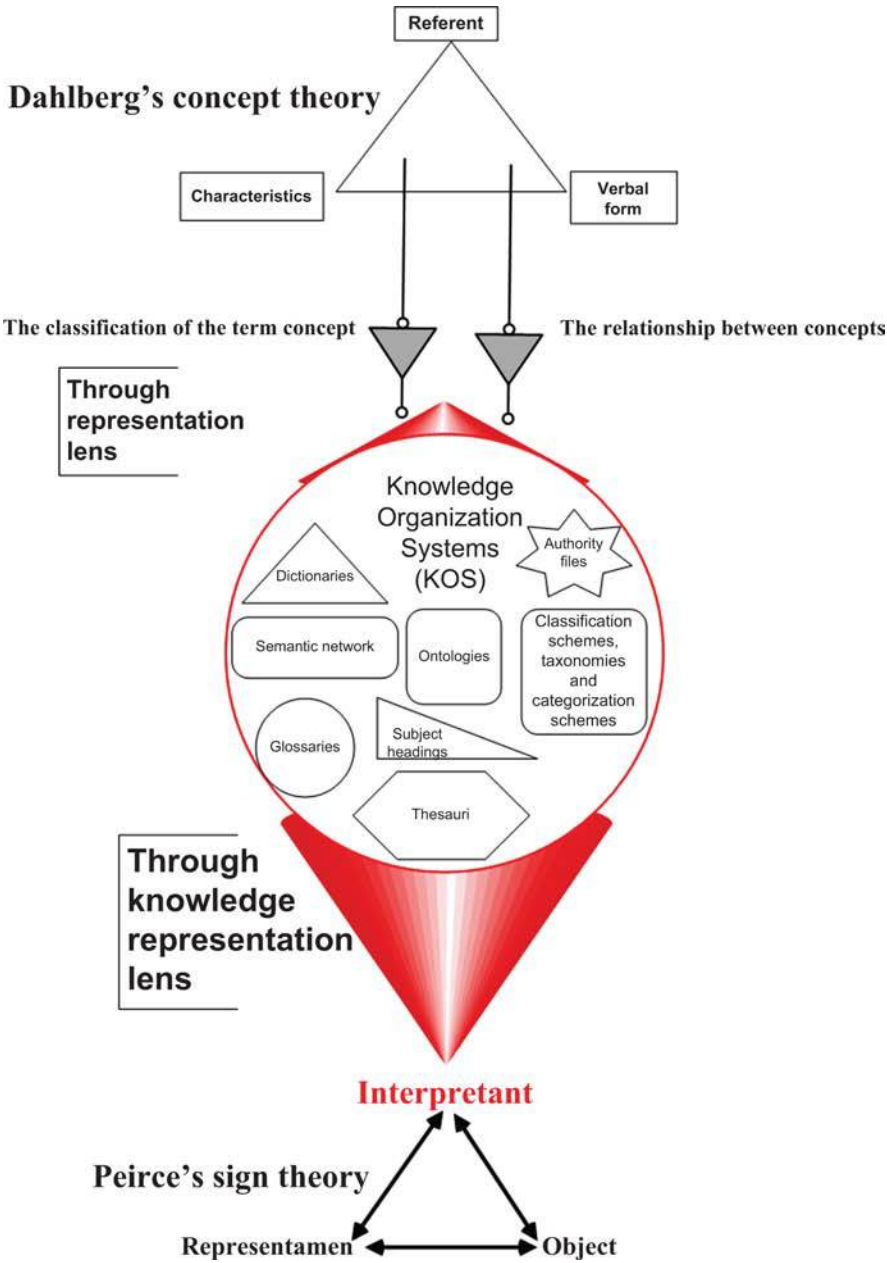 Referent
Dahlberg's concept theory
Characteristics
Verbal
form
The classification of the term concept
The relationship between concepts
Through
representation
lens
Knowledge
Organization
Systems
(KOS)
Authority
files
Dictionaries
Semantic network
Ontologies
Classification
schemes,
taxonomies
and
categorization
schemes
Glossaries
Subject
headings
Thesauri
Through
knowledge
representation
lens
Interpretant
Peirce's sign theory
Representamen
Object